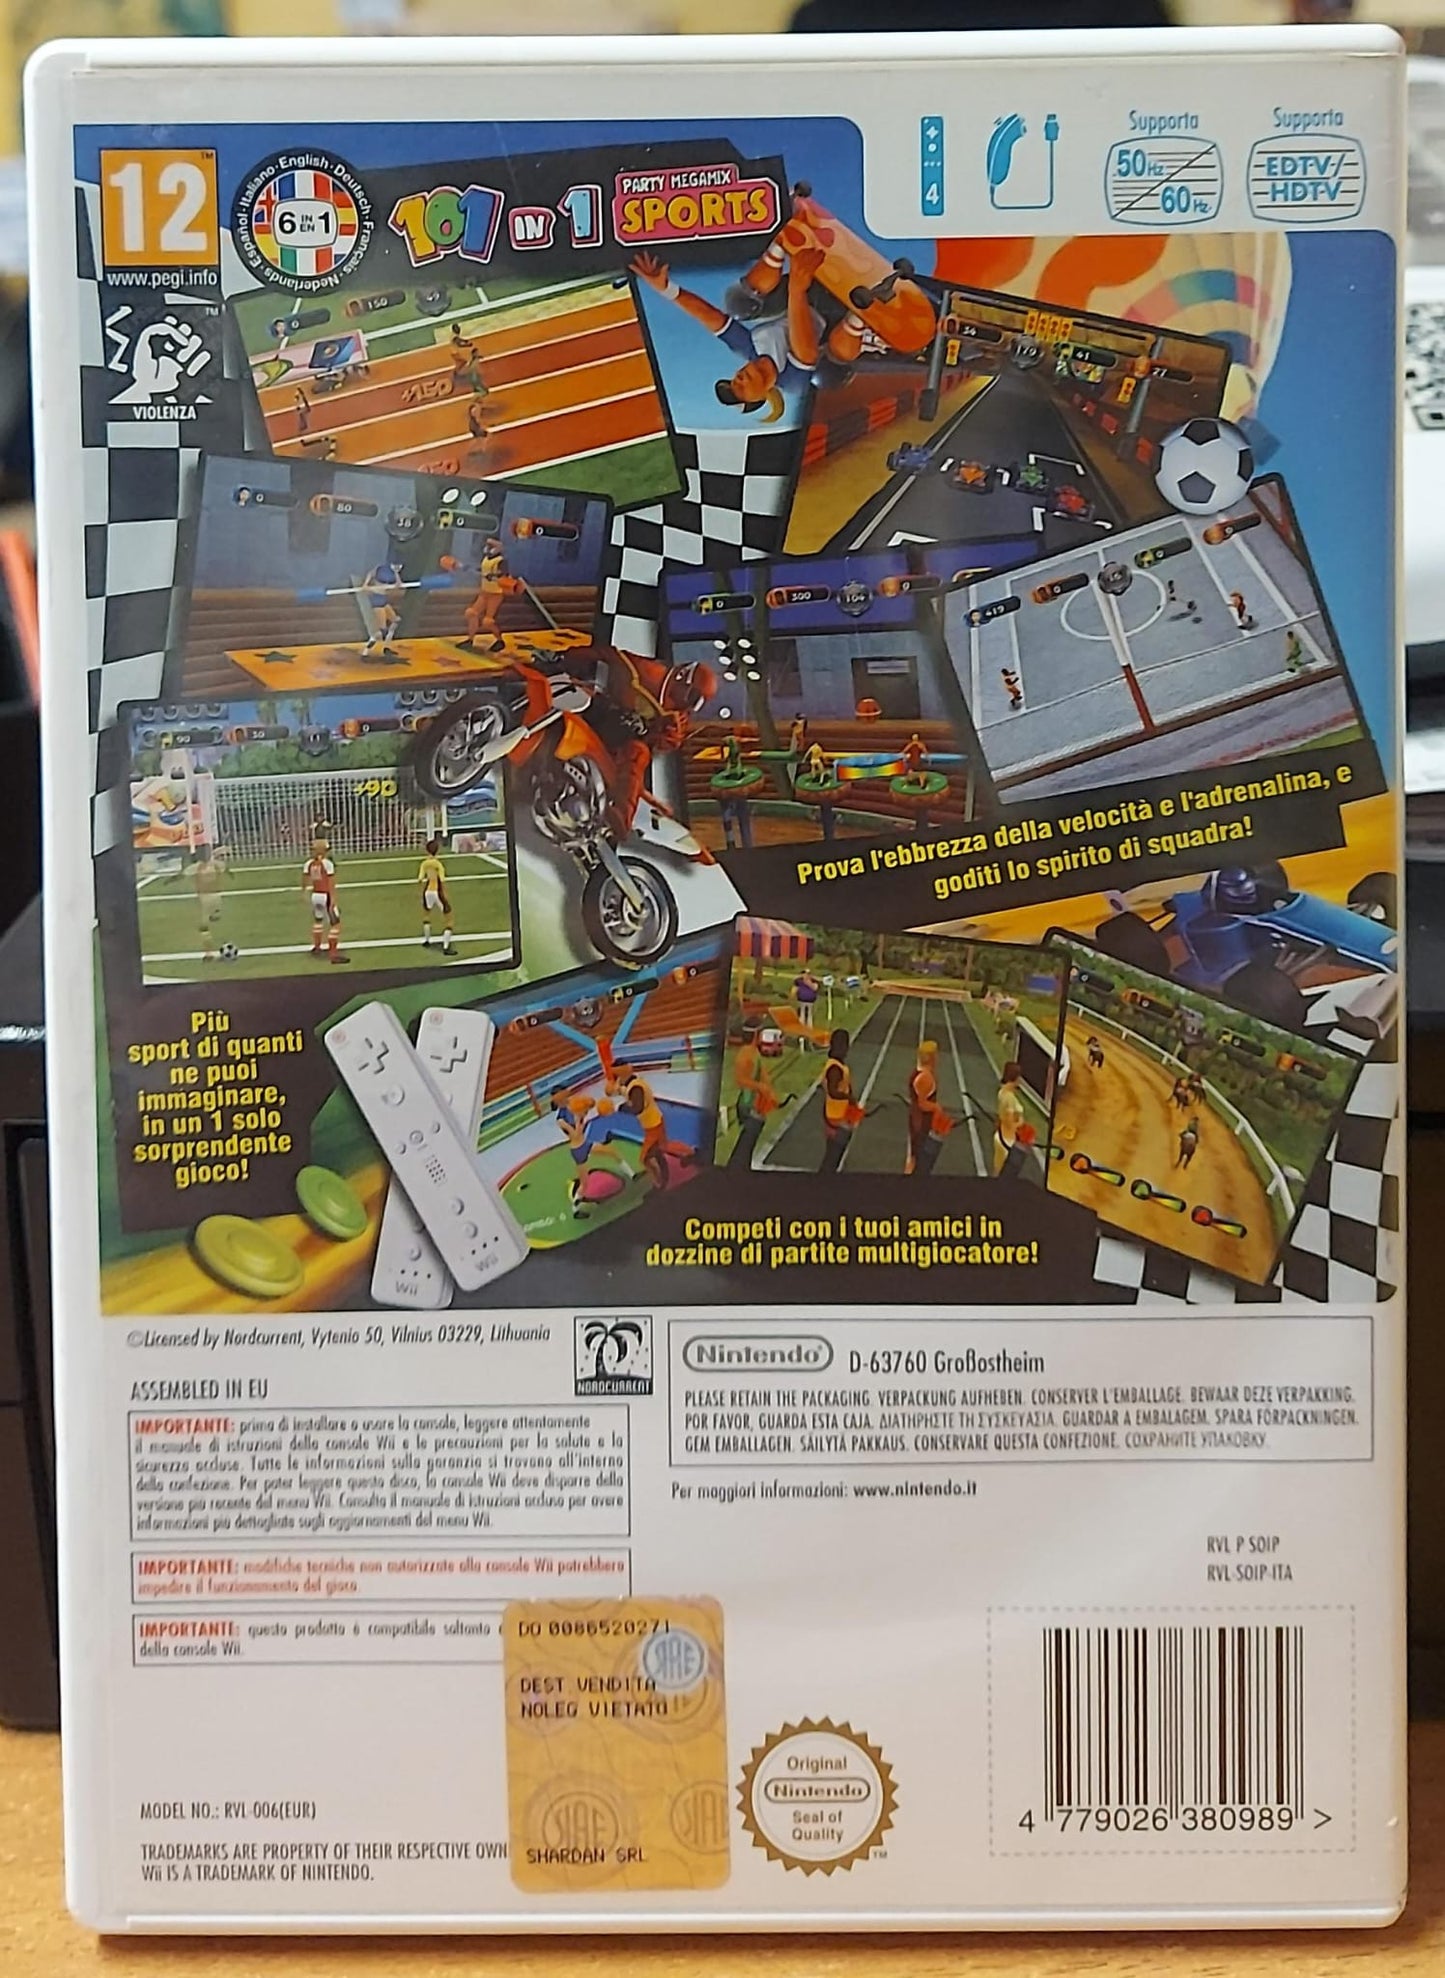 12
www.pegi.info
VIOLENZA
English · Deutsch · Français · Nederlands · Español · Italiano
6 IN EN 1
101 IN 1
PARTY MEGAMIX
SPORTS
4
Supporta
50Hz
60Hz
Supporta
EDTV/
HDTV
Prova l'ebbrezza della velocità e l'adrenalina, e
goditi lo spirito di squadra!
Più
sport di quanti
ne puoi
immaginare,
in un 1 solo
sorprendente
gioco!
Wii
Wii
Competi con i tuoi amici in
dozzine di partite multigiocatore!
©Licensed by Nordcurrent, Vytenio 50, Vilnius 03229, Lithuania
NORDCURRENT
ASSEMBLED IN EU
IMPORTANTE: prima di installare o usare la console, leggere attentamente
il manuale di istruzioni della console Wii e le precauzioni per la salute e la
sicurezza accluse. Tutte le informazioni sulla garanzia si trovano all'interno
della confezione. Per poter leggere questo disco, la console Wii deve disporre della
versione più recente del menu Wii. Consulta il manuale di istruzioni accluso per avere
informazioni più dettagliate sugli aggiornamenti del menu Wii.
IMPORTANTE: modifiche tecniche non autorizzate alla console Wii potrebbero
impedire il funzionamento del gioco.
IMPORTANTE: questo prodotto è compatibile soltanto
della console Wii.
Nintendo® D-63760 Großostheim
PLEASE RETAIN THE PACKAGING. VERPACKUNG AUFHEBEN. CONSERVER L'EMBALLAGE. BEWAAR DEZE VERPAKKING.
POR FAVOR, GUARDA ESTA CAJA. ΔΙΑΤΗΡΗΣΤΕ ΤΗ ΣΥΣΚΕΥΑΣΙΑ. GUARDAR A EMBALAGEM. SPARA FÖRPACKNINGEN.
GEM EMBALLAGEN. SÄILYTÄ PAKKAUS. CONSERVARE QUESTA CONFEZIONE. СОХРАНИТЕ УПАКОВКУ.
Per maggiori informazioni: www.nintendo.it
RVL P SOIP
RVL-SOIP-ITA
DO 0086520271
SIAE
DEST. VENDITA
NOLEG VIETATO
SIAE
SHARDAN SRL
MODEL NO.: RVL-006(EUR)
TRADEMARKS ARE PROPERTY OF THEIR RESPECTIVE OWN
Wii IS A TRADEMARK OF NINTENDO.
Original
Nintendo
Seal of
Quality
TM
4 779026 380989 >